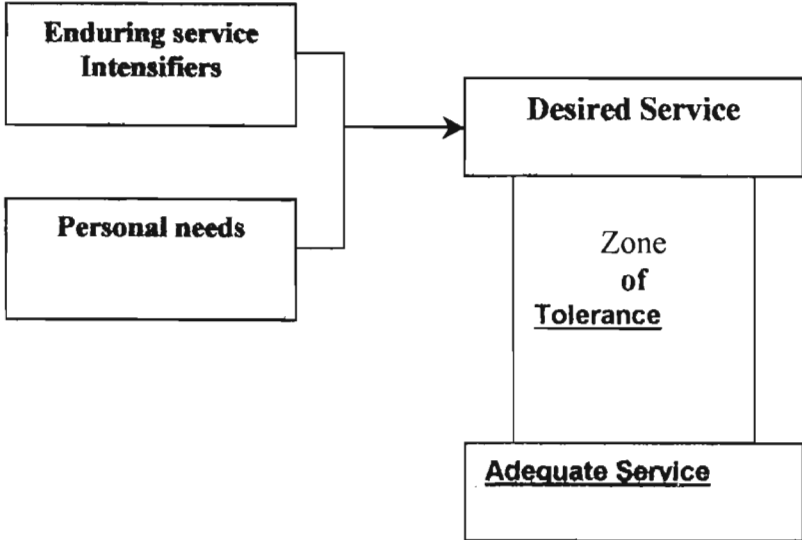 Enduring service
Intensifiers
Personal needs
Desired Service
Zone
of
Tolerance
Adequate Service